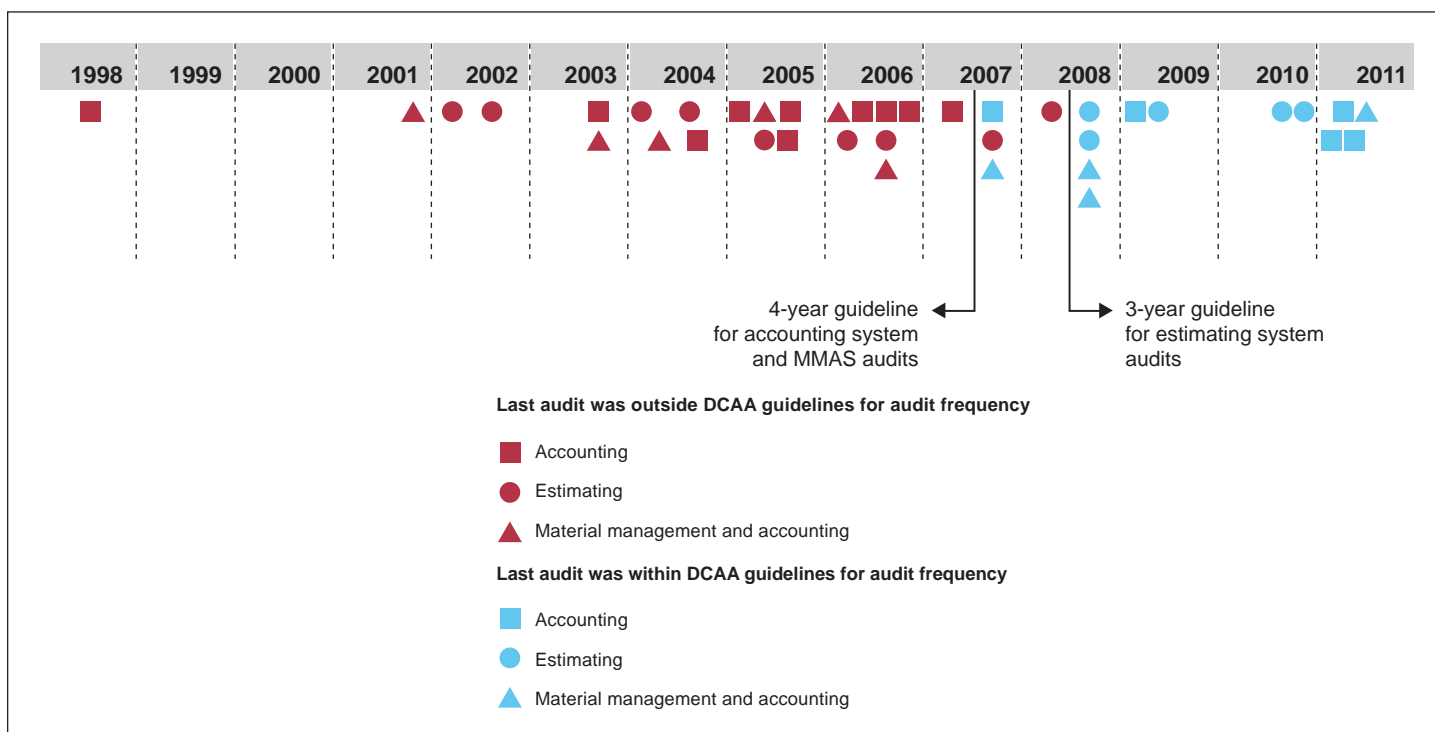 1998 1999 2000 2001 2002 2003 2004 2005 2006 2007 2008 2009 2010 2011
4-year guideline
for accounting system
and MMAS audits
3-year guideline
for estimating system
audits
Last audit was outside DCAA guidelines for audit frequency
Accounting
Estimating
Material management and accounting
Last audit was within DCAA guidelines for audit frequency
Accounting
Estimating
Material management and accounting